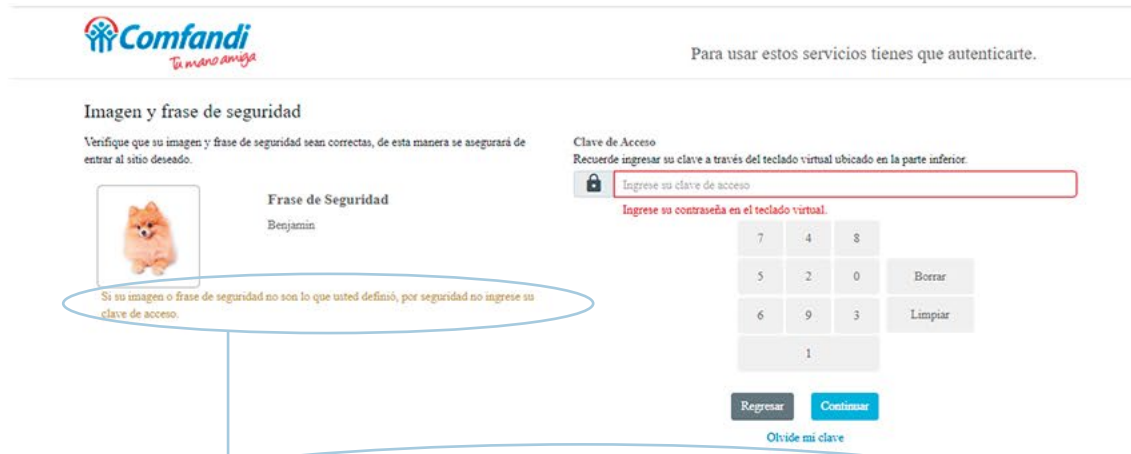 Comfandi
Tu mano amiga
Para usar estos servicios tienes que autenticarte.
Imagen y frase de seguridad
Verifique que su imagen y frase de seguridad sean correctas, de esta manera se asegurará de
entrar al sitio deseado.
Frase de Seguridad
Benjamin
Si su imagen o frase de seguridad no son lo que usted definió, por seguridad no ingrese su
clave de acceso.
Clave de Acceso
Recuerde ingresar su clave a través del teclado virtual ubicado en la parte inferior.
Ingrese su clave de acceso
Ingrese su contraseña en el teclado virtual.
7 4 8
5 2 0 Borrar
6 9 3 Limpiar
1
Regresar Continuar
Olvide mi clave